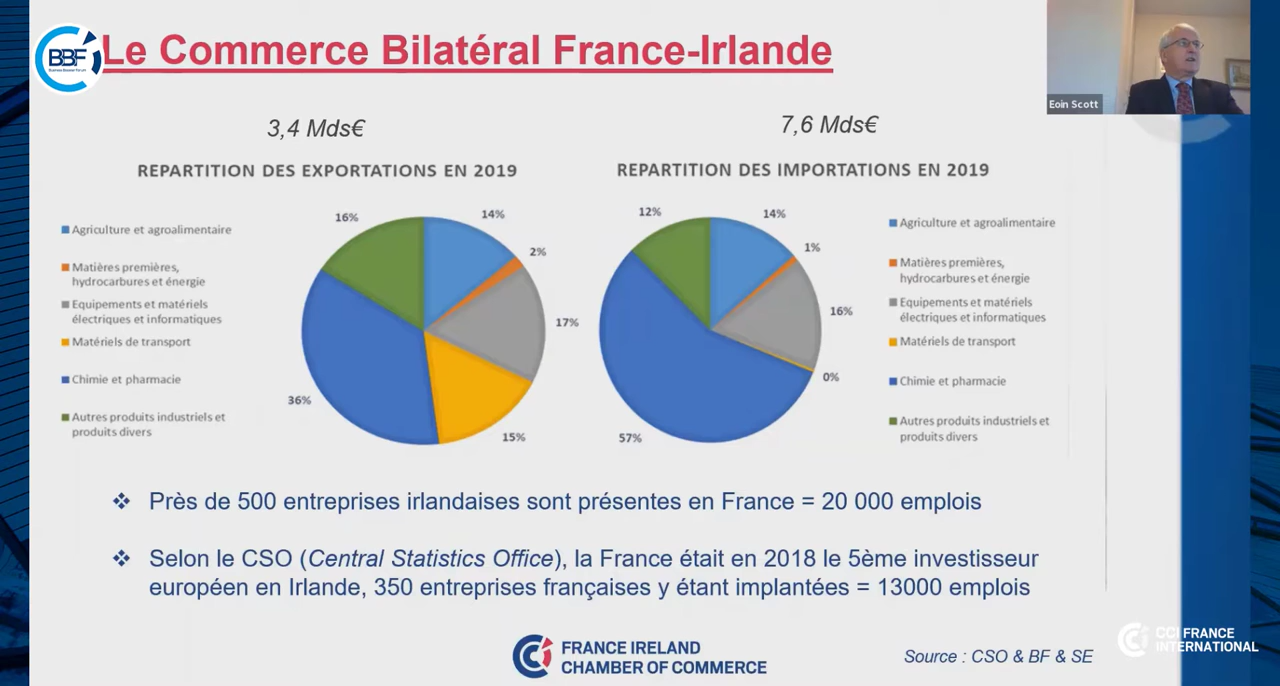 BBF
Le Commerce Bilatéral France-Irlande
Eoin Scott
3,4 Mds€
7,6 Mds€
REPARTITION DES EXPORTATIONS EN 2019
REPARTITION DES IMPORTATIONS EN 2019
Agriculture et agroalimentaire
Matières premières,
hydrocarbures et énergie
Equipements et matériels
électriques et informatiques
Matériels de transport
Chimie et pharmacie
Autres produits industriels et
produits divers
16%
14%
2%
17%
15%
36%
12%
14%
1%
16%
0%
57%
Agriculture et agroalimentaire
Matières premières,
hydrocarbures et énergie
Equipements et matériels
électriques et informatiques
Matériels de transport
Chimie et pharmacie
Autres produits industriels et
produits divers
Près de 500 entreprises irlandaises sont présentes en France = 20 000 emplois
Selon le CSO (Central Statistics Office), la France était en 2018 le 5ème investisseur
européen en Irlande, 350 entreprises françaises y étant implantées = 13000 emplois
FRANCE IRELAND
CHAMBER OF COMMERCE
Source : CSO & BF & SE
CCI FRANCE
INTERNATIONAL